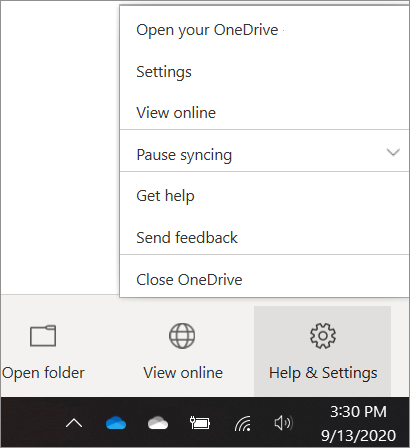 Open your OneDrive
Settings
View online
Pause syncing
Get help
Send feedback
Close OneDrive
Open folder
View online
Help & Settings
3:30 PM
9/13/2020